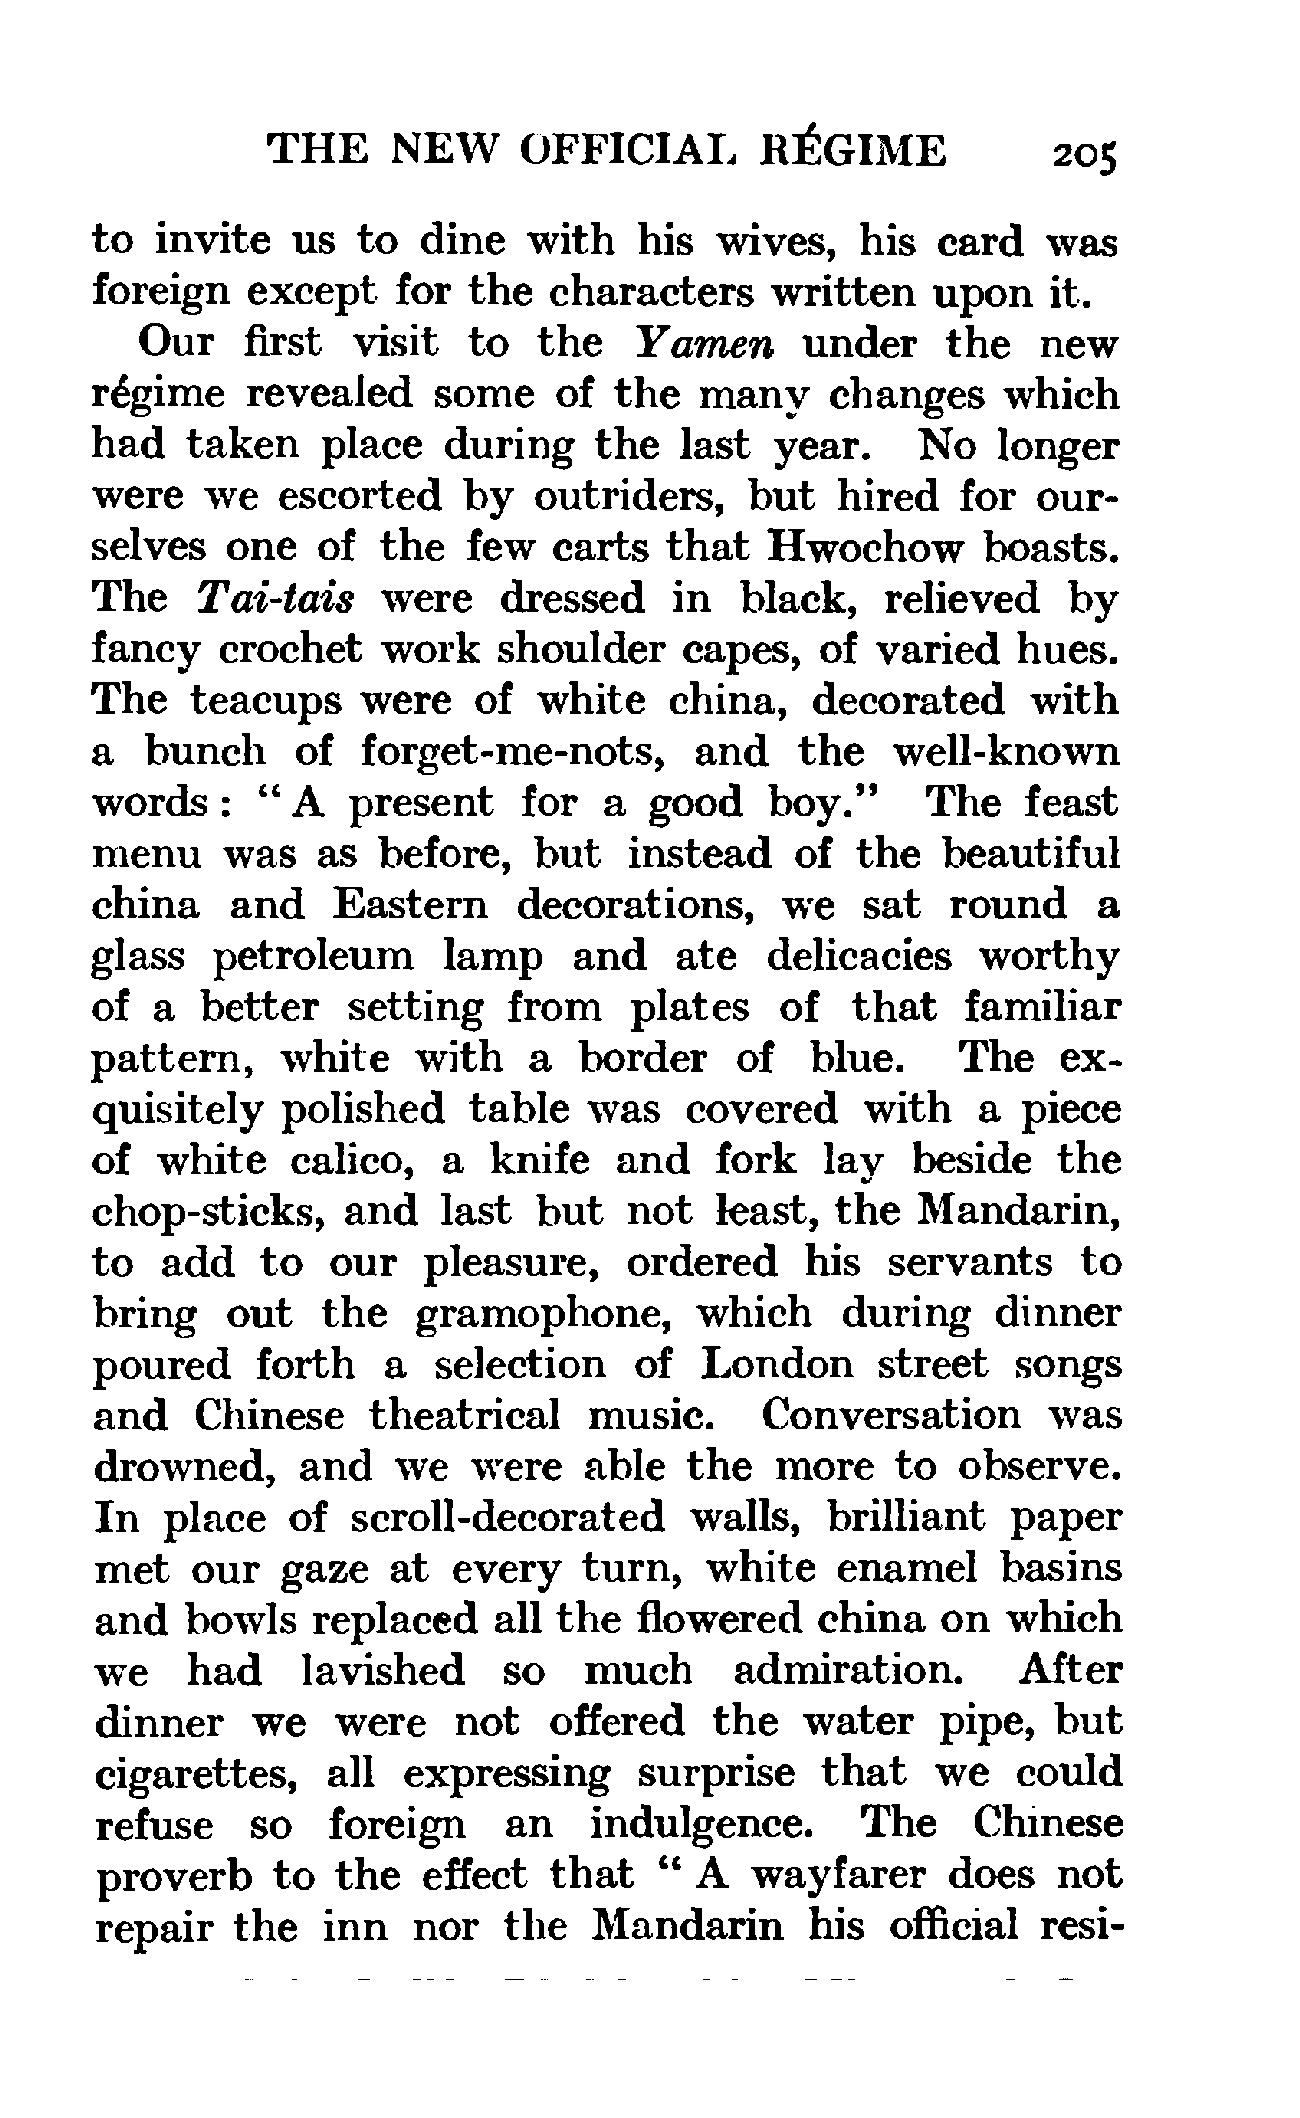 THE NEW OFFICIAL RÉGIME 205
to invite us to dine with his wives, his card was
foreign except for the characters written upon it.
Our first visit to the Yamen under the new
régime revealed some of the many changes which
had taken place during the last year. No longer
were we escorted by outriders, but hired for our-
selves one of the few carts that Hwochow boasts.
The Tai-tais were dressed in black, relieved by
fancy crochet work shoulder capes, of varied hues.
The teacups were of white china, decorated with
a bunch of forget-me-nots, and the well-known
words : “ A present for a good boy.” The feast
menu was as before, but instead of the beautiful
china and Eastern decorations, we sat round a
glass petroleum lamp and ate delicacies worthy
of a better setting from plates of that familiar
pattern, white with a border of blue. The ex-
quisitely polished table was covered with a piece
of white calico, a knife and fork lay beside the
chop-sticks, and last but not least, the Mandarin,
to add to our pleasure, ordered his servants to
bring out the gramophone, which during dinner
poured forth a selection of London street songs
and Chinese theatrical music. Conversation was
drowned, and we were able the more to observe.
In place of scroll-decorated walls, brilliant paper
met our gaze at every turn, white enamel basins
and bowls replaced all the flowered china on which
we had lavished so much admiration. After
dinner we were not offered the water pipe, but
cigarettes, all expressing surprise that we could
refuse so foreign an indulgence. The Chinese
proverb to the effect that “ A wayfarer does not
repair the inn nor the Mandarin his official resi-